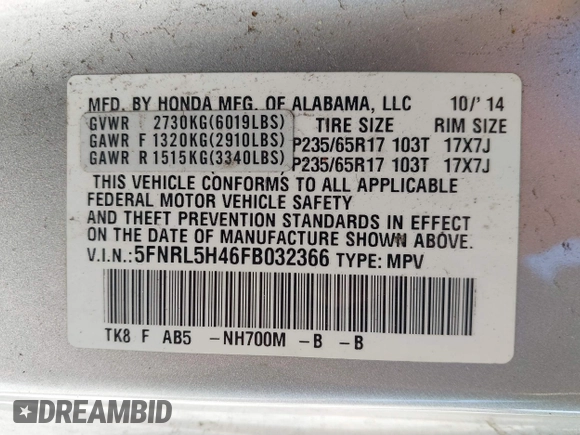 MFD. BY HONDA MFG. OF ALABAMA, LLC 10/'14
GVWR 2730KG(6019LBS) TIRE SIZE RIM SIZE
GAWR F 1320KG(2910LBS) P235/65R17 103T 17X7J
GAWR R 1515KG(3340LBS) P235/65R17 103T 17X7J
THIS VEHICLE CONFORMS TO ALL APPLICABLE
FEDERAL MOTOR VEHICLE SAFETY
AND THEFT PREVENTION STANDARDS IN EFFECT
ON THE DATE OF MANUFACTURE SHOWN ABOVE.
V.I.N.:5FNRL5H46FB032366 TYPE: MPV
TK8 F AB5 -NH700M -B -B
DREAMBID